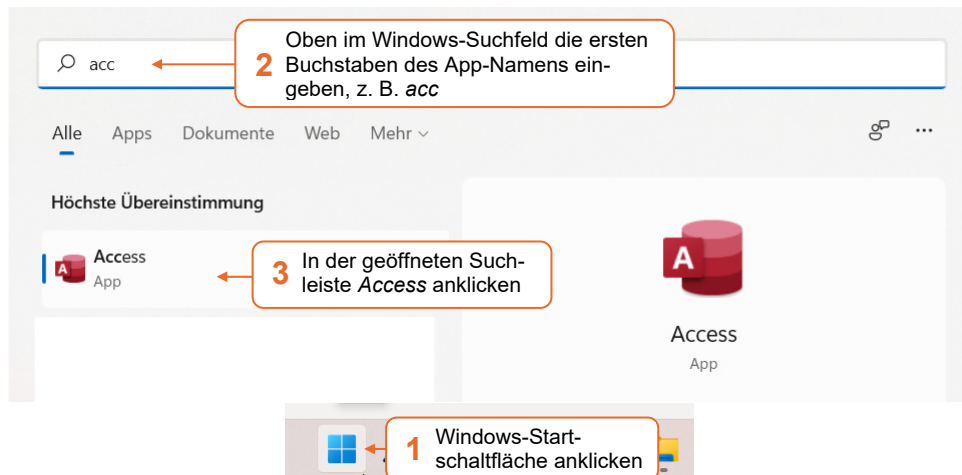 acc
2 Oben im Windows-Suchfeld die ersten
Buchstaben des App-Namens ein-
geben, z. B. acc
Alle Apps Dokumente Web Mehr
Höchste Übereinstimmung
Access
App
3 In der geöffneten Such-
leiste Access anklicken
A
A
Access
App
1 Windows-Start-
schaltfläche anklicken